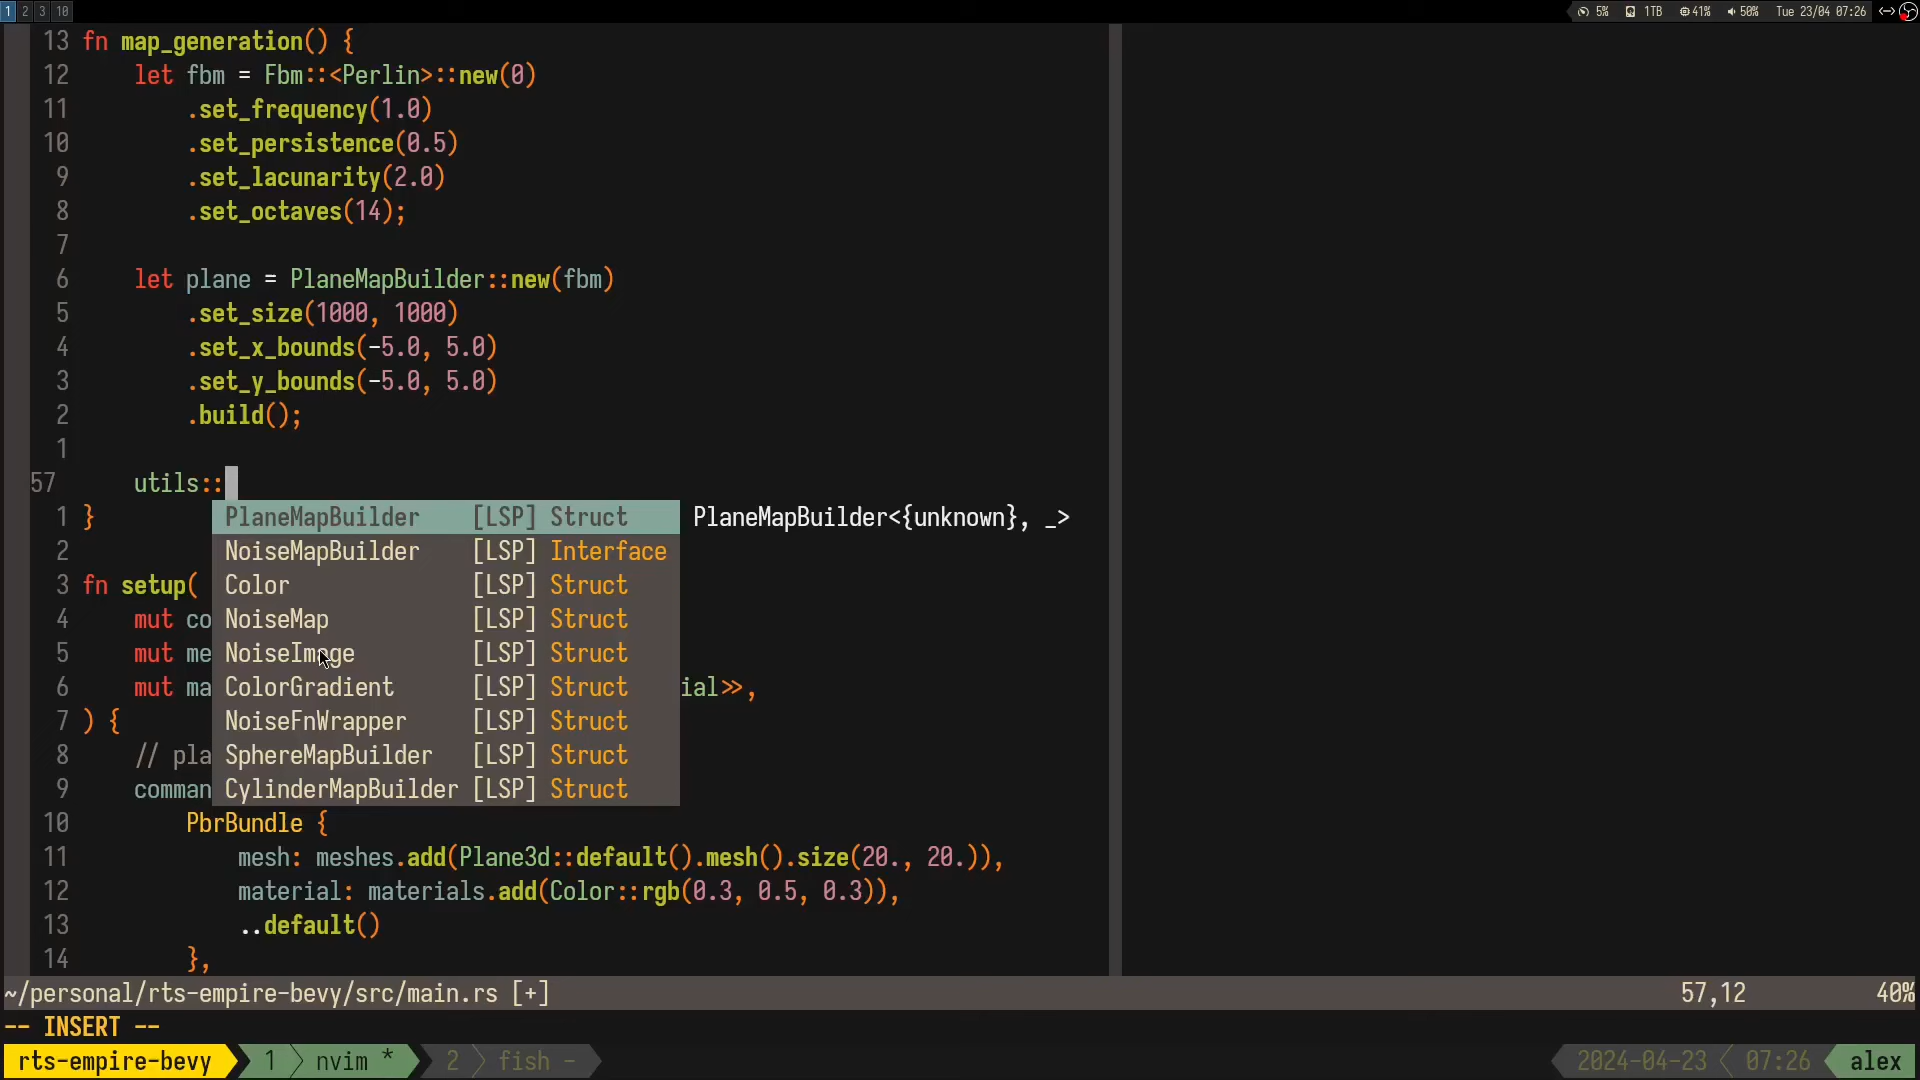 1 2 3 10 5% 1TB 41% 50% Tue 23/04 07:26
13 fn map_generation() {
12 let fbm = Fbm::<Perlin>::new(0)
11 .set_frequency(1.0)
10 .set_persistence(0.5)
9 .set_lacunarity(2.0)
8 .set_octaves(14);
7
6 let plane = PlaneMapBuilder::new(fbm)
5 .set_size(1000, 1000)
4 .set_x_bounds(-5.0, 5.0)
3 .set_y_bounds(-5.0, 5.0)
2 .build();
1
57 utils::
1 } PlaneMapBuilder [LSP] Struct PlaneMapBuilder<{unknown}, _>
2 NoiseMapBuilder [LSP] Interface
3 fn setup( Color [LSP] Struct
4 mut co NoiseMap [LSP] Struct
5 mut me NoiseImage [LSP] Struct
6 mut ma ColorGradient [LSP] Struct ial>>,
7 ) { NoiseFnWrapper [LSP] Struct
8 // pla SphereMapBuilder [LSP] Struct
9 comman CylinderMapBuilder [LSP] Struct
10 PbrBundle {
11 mesh: meshes.add(Plane3d::default().mesh().size(20., 20.)),
12 material: materials.add(Color::rgb(0.3, 0.5, 0.3)),
13 ..default()
14 },
~/personal/rts-empire-bevy/src/main.rs [+] 57,12 40%
-- INSERT --
rts-empire-bevy 1 nvim * 2 fish - 2024-04-23 07:26 alex